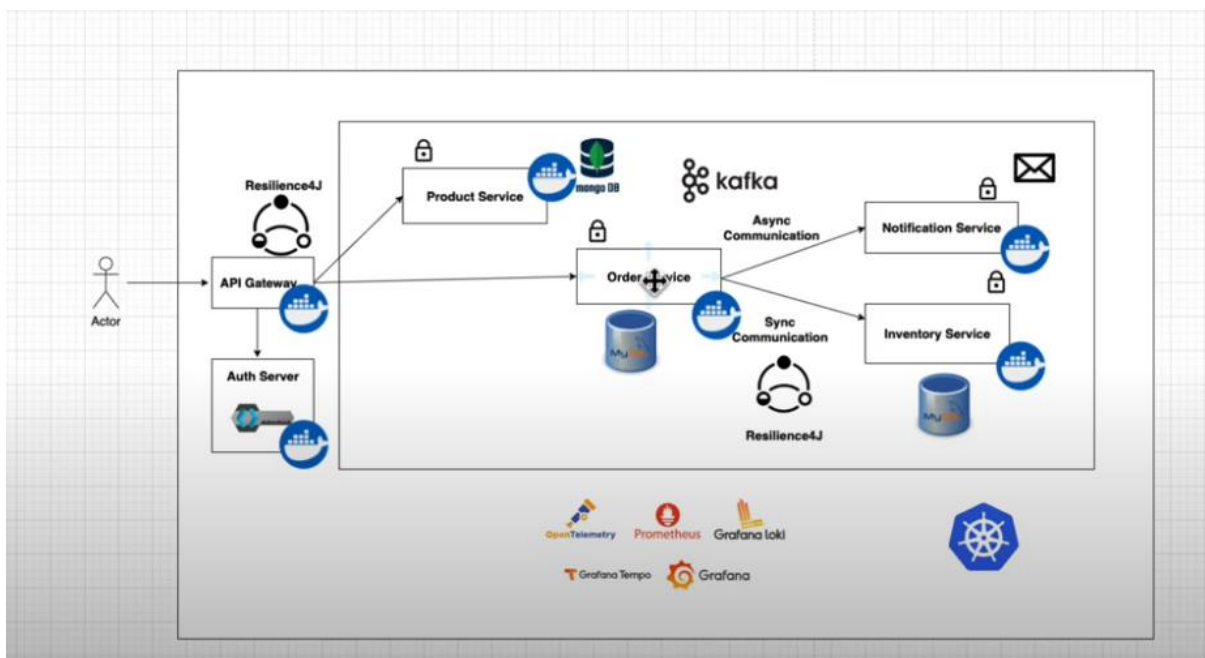 Resilience4J
API Gateway
Actor
Auth Server
Product Service
mongo DB
kafka
Async
Communication
Notification Service
Order
Sync
Communication
Inventory Service
Resilience4J
OpenTelemetry
Prometheus
Grafana loki
Grafana Tempo
Grafana